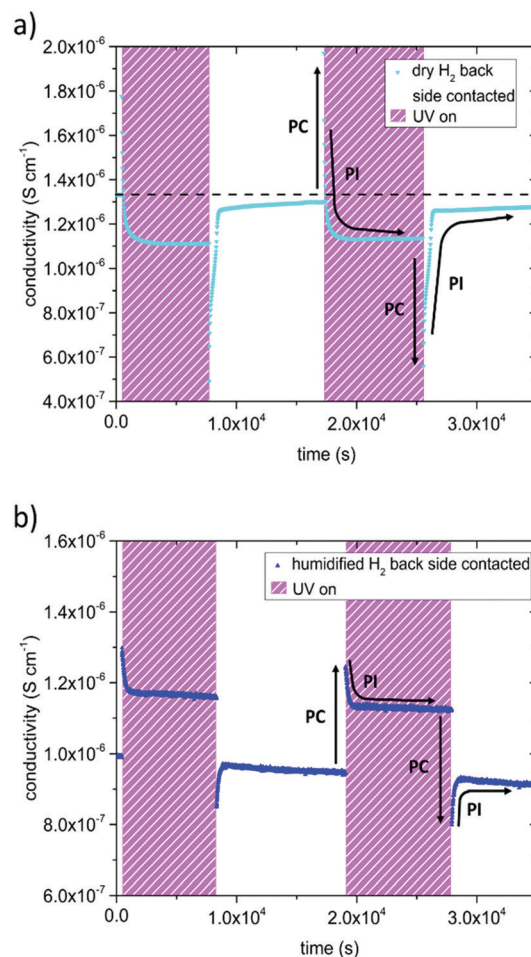 a)
2.0x10⁻⁶
1.8x10⁻⁶
1.6x10⁻⁶
1.4x10⁻⁶
1.2x10⁻⁶
1.0x10⁻⁶
8.0x10⁻⁷
6.0x10⁻⁷
4.0x10⁻⁷
conductivity (S cm⁻¹)
dry H₂ back
side contacted
UV on
PC
PI
PC
PI
0.0
1.0x10⁴
2.0x10⁴
3.0x10⁴
time (s)
b)
1.6x10⁻⁶
1.4x10⁻⁶
1.2x10⁻⁶
1.0x10⁻⁶
8.0x10⁻⁷
6.0x10⁻⁷
conductivity (S cm⁻¹)
humidified H₂ back side contacted
UV on
PC
PI
PC
PI
0.0
1.0x10⁴
2.0x10⁴
3.0x10⁴
time (s)